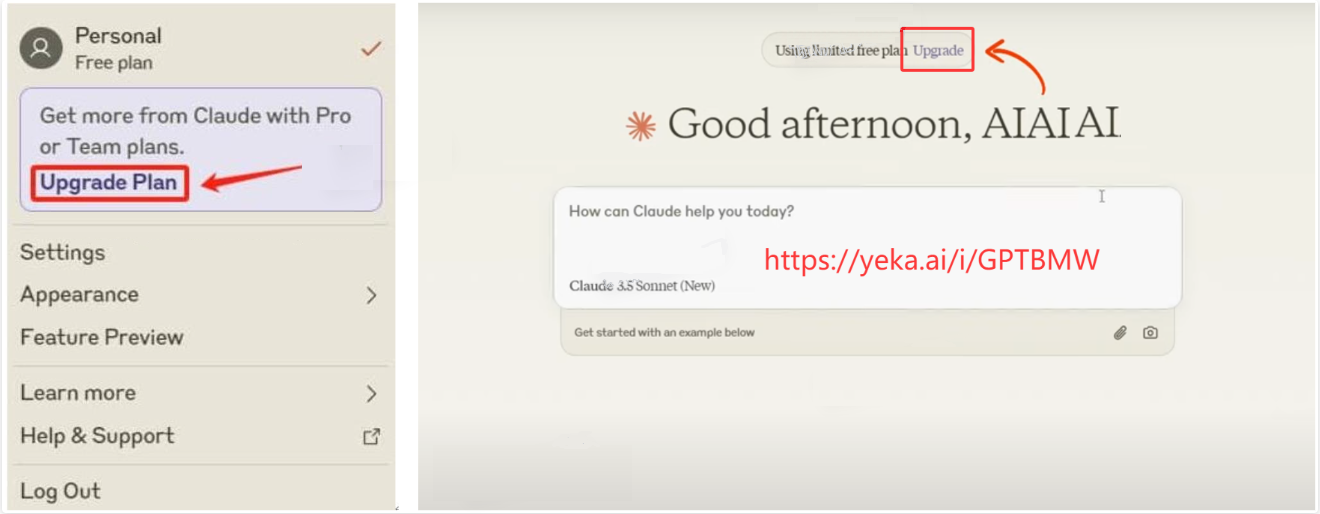 Personal
Free plan
Get more from Claude with Pro
or Team plans.
Upgrade Plan
Settings
Appearance
Feature Preview
Learn more
Help & Support
Log Out
Using limited free plan Upgrade
Good afternoon, AIAIAI
How can Claude help you today?
https://yeka.ai/i/GPTBMW
Claude 3.5 Sonnet (New)
Get started with an example below